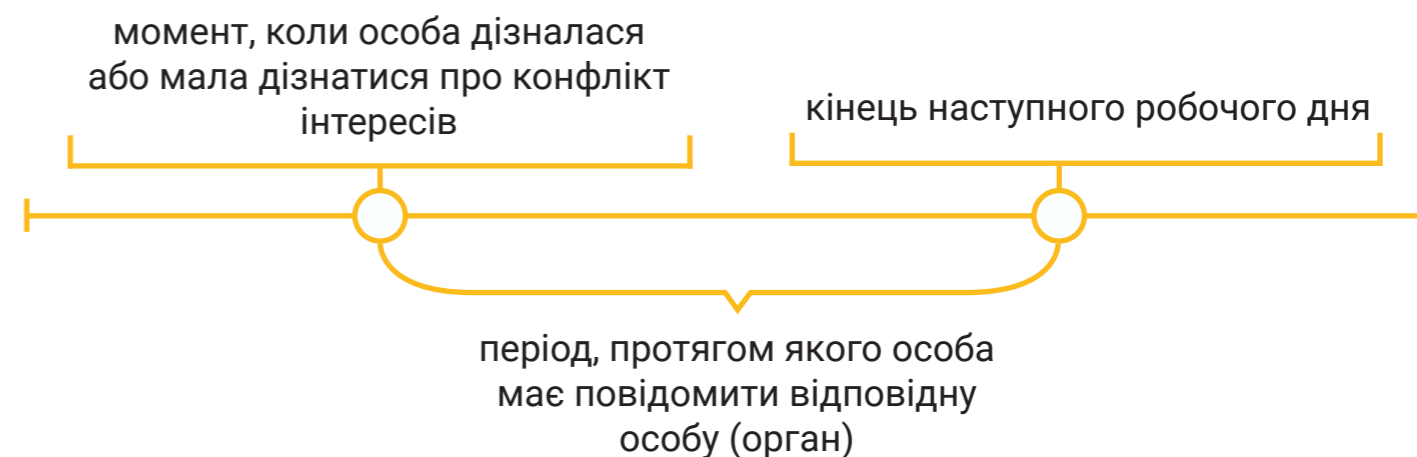 момент, коли особа дізналася
або мала дізнатися про конфлікт
інтересів
кінець наступного робочого дня
період, протягом якого особа
має повідомити відповідну
особу (орган)